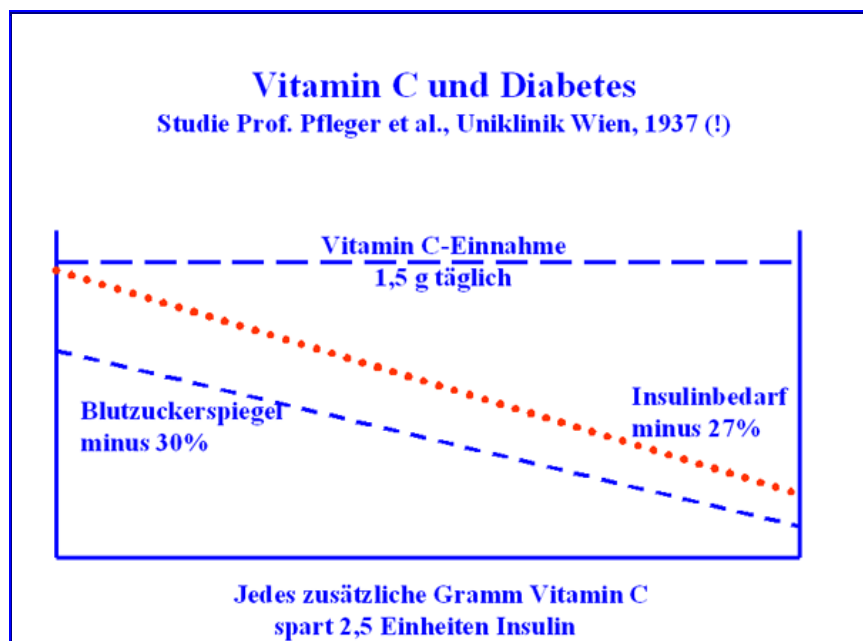 Vitamin C und Diabetes
Studie Prof. Pfleger et al., Uniklinik Wien, 1937 (!)
Vitamin C-Einnahme
1,5 g täglich
Blutzuckerspiegel
minus 30%
Insulinbedarf
minus 27%
Jedes zusätzliche Gramm Vitamin C
spart 2,5 Einheiten Insulin